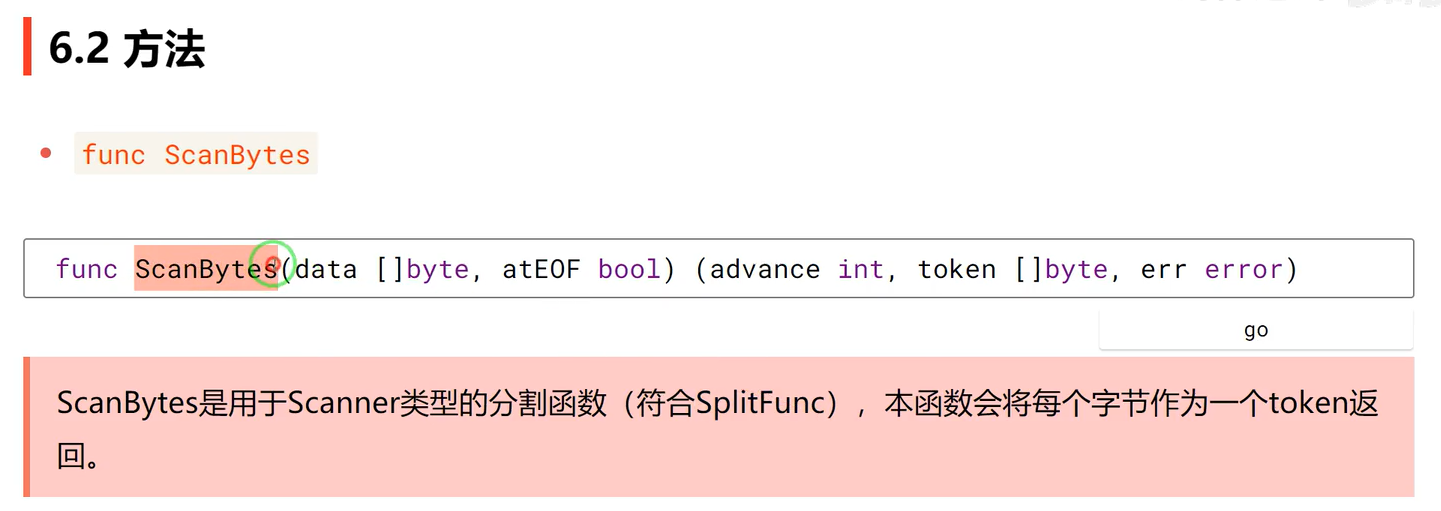 6.2 方法
func ScanBytes
func ScanBytes(data []byte, atEOF bool) (advance int, token []byte, err error)
go
ScanBytes是用于Scanner类型的分割函数（符合SplitFunc），本函数会将每个字节作为一个token返
回。